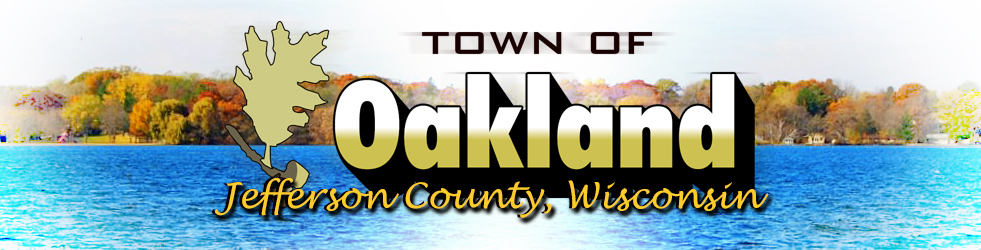 TOWN OF
Oakland
Jefferson County, Wisconsin